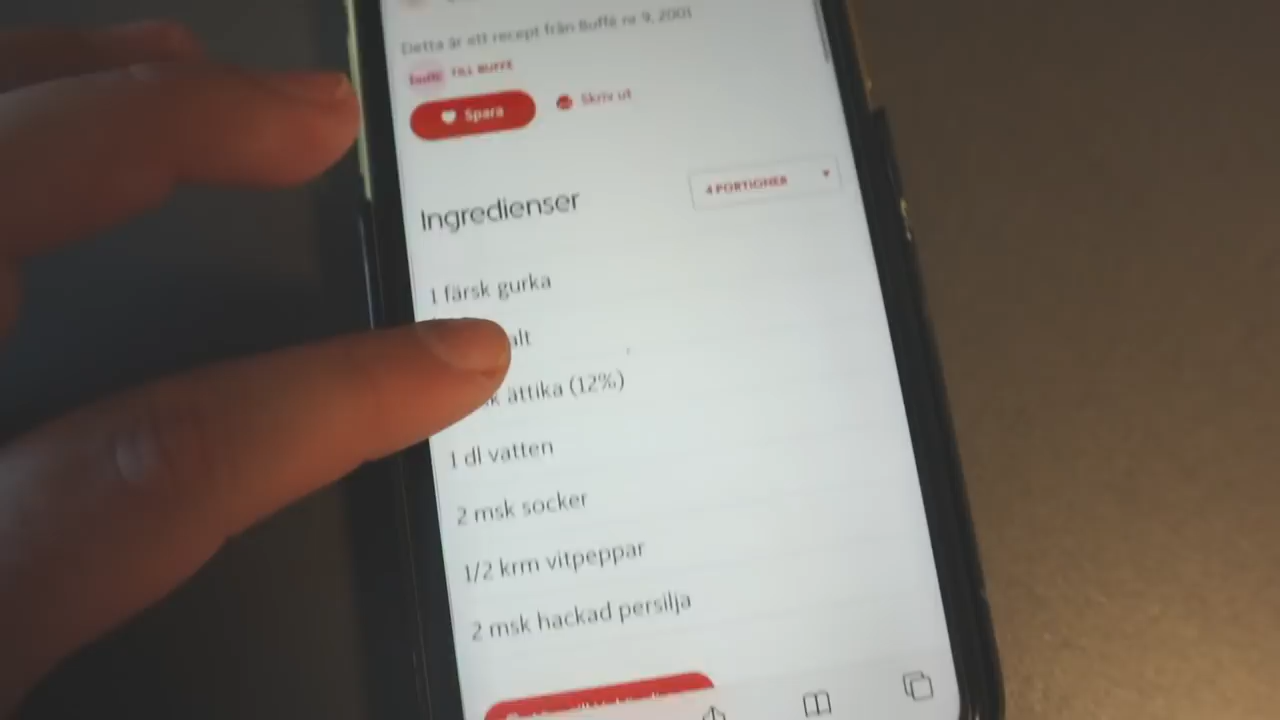 Detta är ett recept från Buffé nr 9, 2001
TILL BUFFÉ
Spara
Skriv ut
4 PORTIONER
Ingredienser
1 färsk gurka
alt
k ättika (12%)
1 dl vatten
2 msk socker
1/2 krm vitpeppar
2 msk hackad persilja